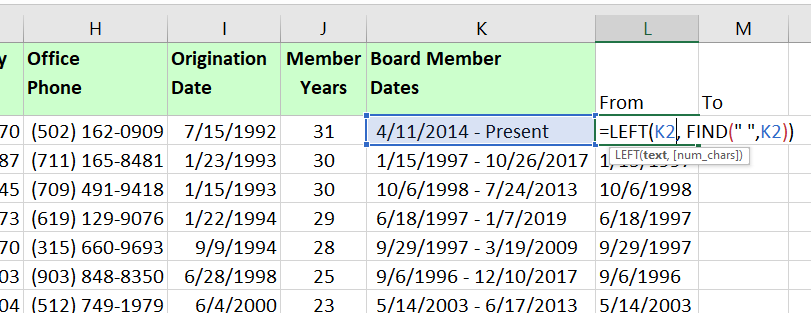 H I J K L M
y Office Origination Member Board Member
Phone Date Years Dates
From To
70 (502) 162-0909 7/15/1992 31 4/11/2014 - Present =LEFT(K2, FIND(" ",K2))
LEFT(text, [num_chars])
87 (711) 165-8481 1/23/1993 30 1/15/1997 - 10/26/2017 1/15/1997
45 (709) 491-9418 1/15/1993 30 10/6/1998 - 7/24/2013 10/6/1998
73 (619) 129-9076 1/22/1994 29 6/18/1997 - 1/7/2019 6/18/1997
70 (315) 660-9693 9/9/1994 28 9/29/1997 - 3/19/2009 9/29/1997
03 (903) 848-8350 6/28/1998 25 9/6/1996 - 12/10/2017 9/6/1996
04 (512) 749-1979 6/4/2000 23 5/14/2003 - 6/17/2013 5/14/2003